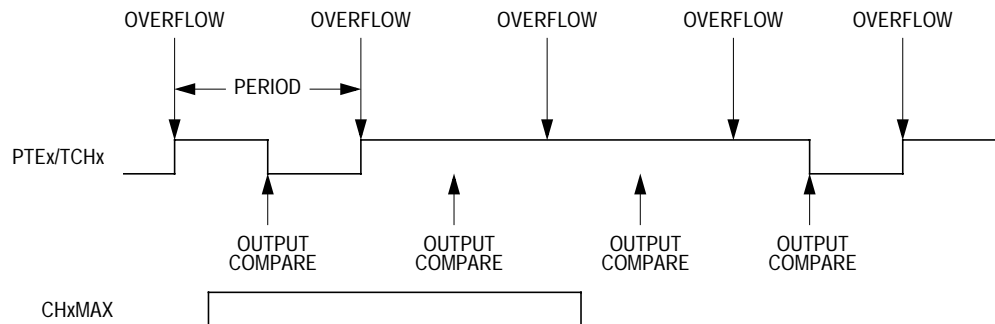 OVERFLOW OVERFLOW OVERFLOW OVERFLOW OVERFLOW
PERIOD
PTEx/TCHx
OUTPUT
COMPARE
OUTPUT
COMPARE
OUTPUT
COMPARE
OUTPUT
COMPARE
CHxMAX